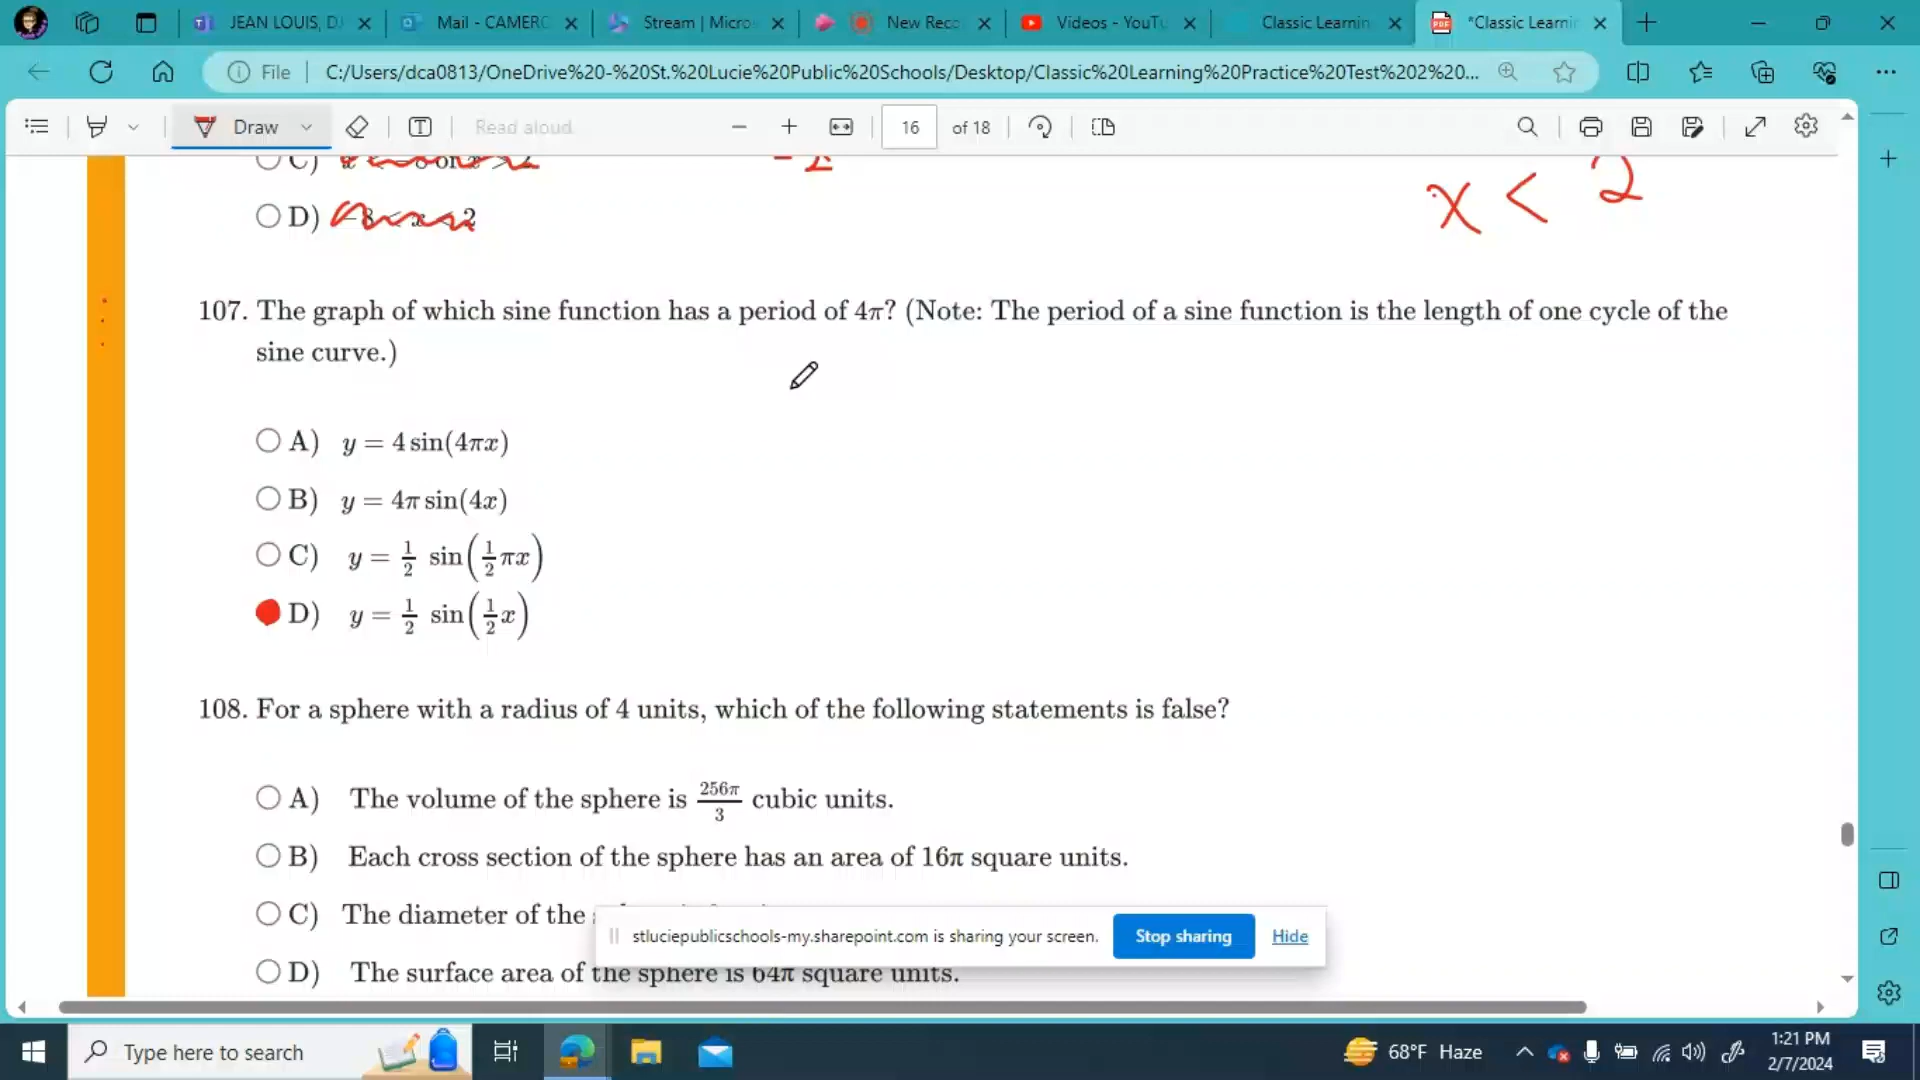 JEAN LOUIS, D
Mail - CAMERC
Stream | Micro
New Reco
Videos - YouTu
Classic Learnin
*Classic Learnin
File
C:/Users/dca0813/OneDrive%20-%20St.%20Lucie%20Public%20Schools/Desktop/Classic%20Learning%20Practice%20Test%202%20...
Draw
Read aloud
16 of 18
D)
x < 2
107. The graph of which sine function has a period of 4π? (Note: The period of a sine function is the length of one cycle of the
sine curve.)
A) y = 4 sin(4πx)
B) y = 4π sin(4x)
C) y = 1/2 sin(1/2 πx)
D) y = 1/2 sin(1/2 x)
108. For a sphere with a radius of 4 units, which of the following statements is false?
A) The volume of the sphere is 256π/3 cubic units.
B) Each cross section of the sphere has an area of 16π square units.
C) The diameter of the
stluciepublicschools-my.sharepoint.com is sharing your screen.
Stop sharing
Hide
D) The surface area of the sphere is 64π square units.
Type here to search
68°F Haze
1:21 PM
2/7/2024